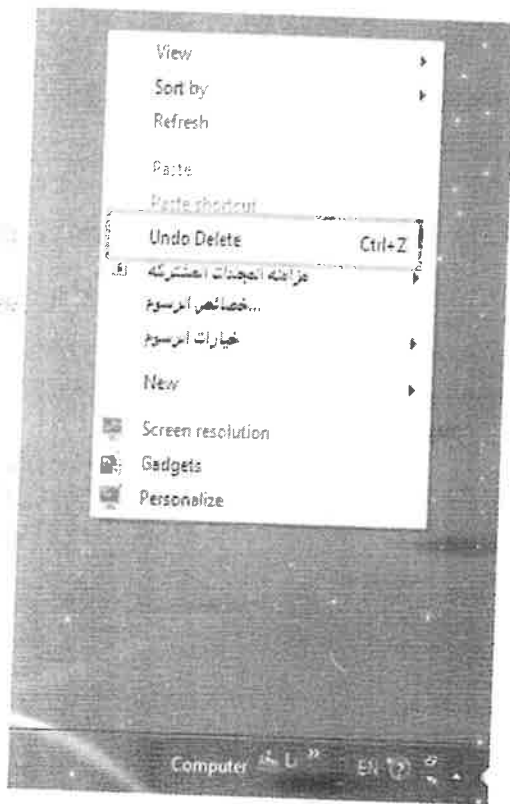 View
Sort by
Refresh
Paste
Paste shortcut
Undo Delete Ctrl+Z
مزامنة المجلدات المشتركة
خصائص الرسوم...
خيارات الرسوم
New
Screen resolution
Gadgets
Personalize
Computer » EN